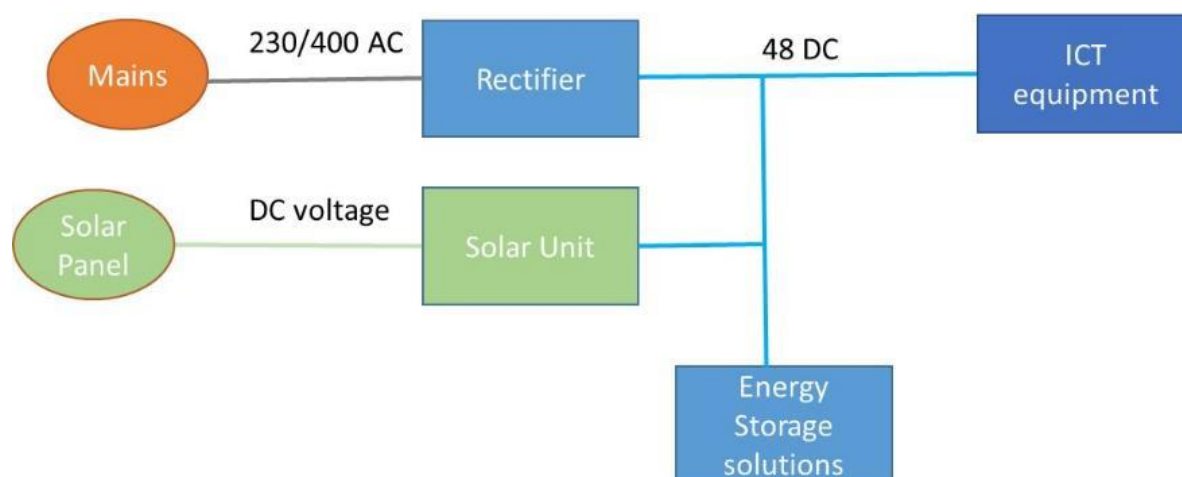 230/400 AC
Mains
Rectifier
48 DC
ICT
equipment
DC voltage
Solar
Panel
Solar Unit
Energy
Storage
solutions